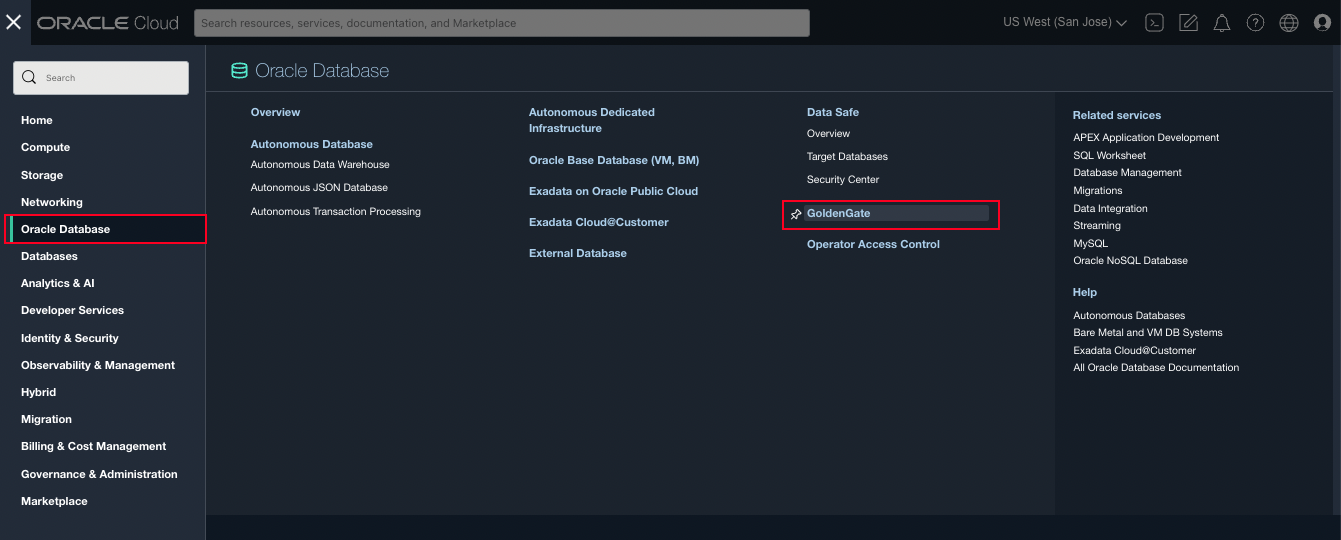 ORACLE Cloud
Search resources, services, documentation, and Marketplace
US West (San Jose)
Search
Home
Compute
Storage
Networking
Oracle Database
Databases
Analytics & AI
Developer Services
Identity & Security
Observability & Management
Hybrid
Migration
Billing & Cost Management
Governance & Administration
Marketplace
Oracle Database
Overview
Autonomous Database
Autonomous Data Warehouse
Autonomous JSON Database
Autonomous Transaction Processing
Autonomous Dedicated
Infrastructure
Oracle Base Database (VM, BM)
Exadata on Oracle Public Cloud
Exadata Cloud@Customer
External Database
Data Safe
Overview
Target Databases
Security Center
GoldenGate
Operator Access Control
Related services
APEX Application Development
SQL Worksheet
Database Management
Migrations
Data Integration
Streaming
MySQL
Oracle NoSQL Database
Help
Autonomous Databases
Bare Metal and VM DB Systems
Exadata Cloud@Customer
All Oracle Database Documentation